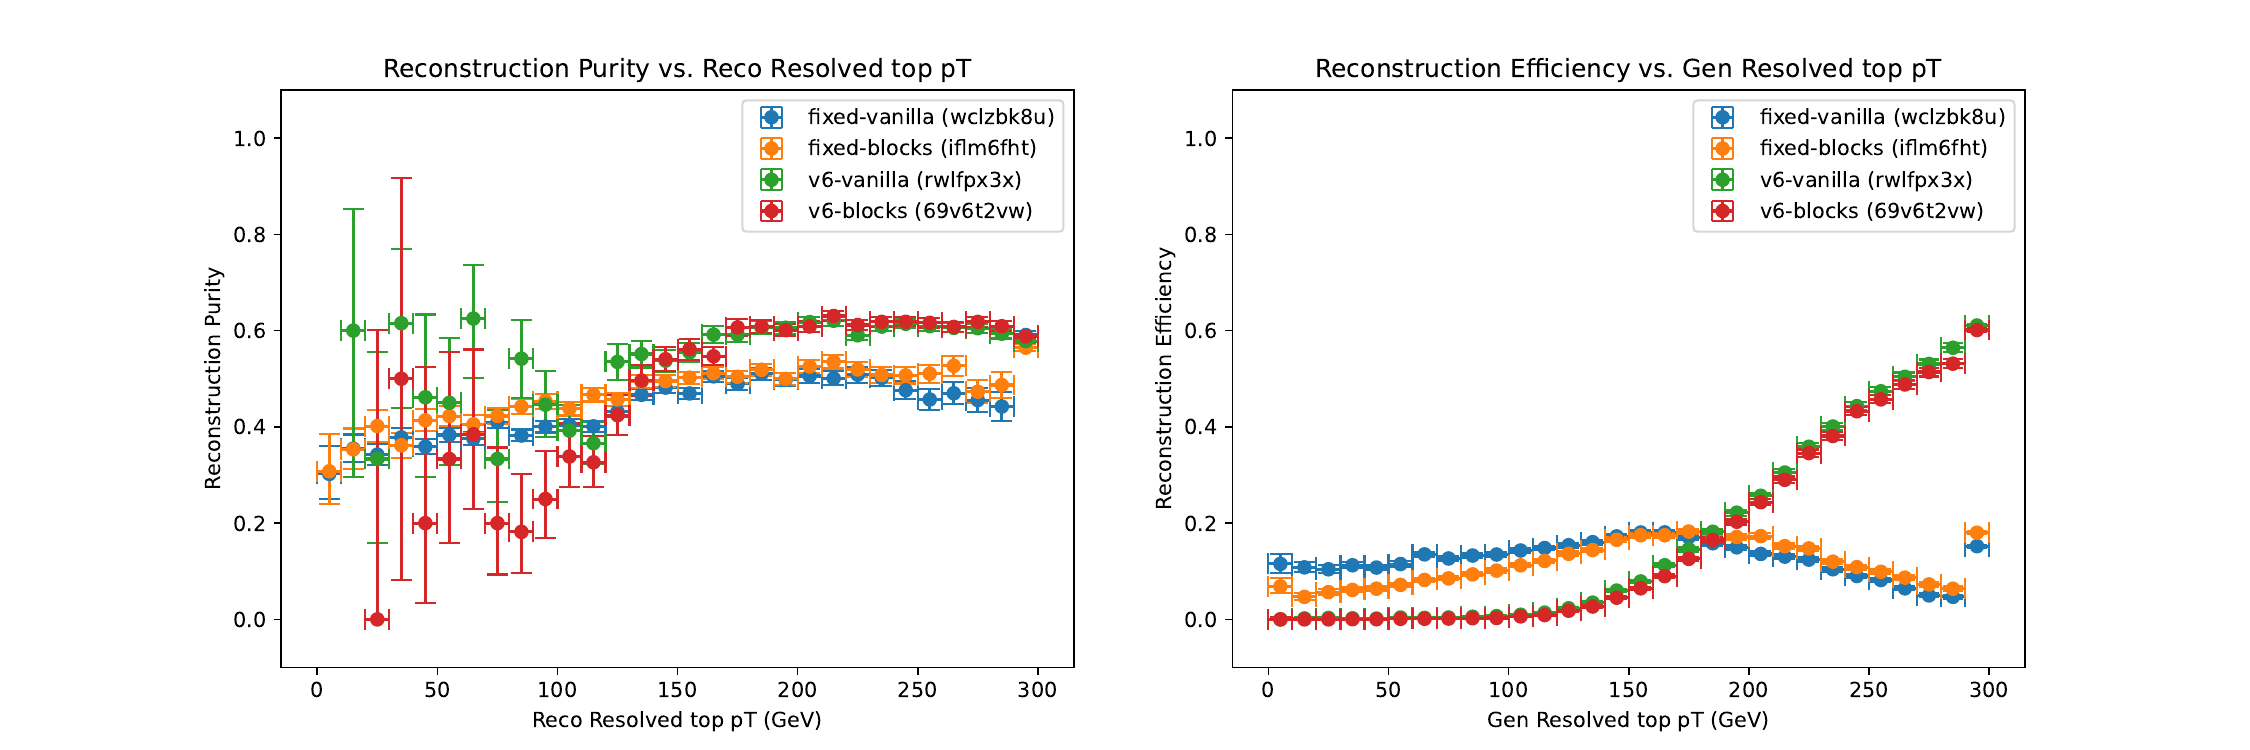 Reconstruction Purity vs. Reco Resolved top pT
Reconstruction Purity
1.0
0.8
0.6
0.4
0.2
0.0
fixed-vanilla (wclzbk8u)
fixed-blocks (iflm6fht)
v6-vanilla (rwlfpx3x)
v6-blocks (69v6t2vw)
0 50 100 150 200 250 300
Reco Resolved top pT (GeV)
Reconstruction Efficiency vs. Gen Resolved top pT
Reconstruction Efficiency
1.0
0.8
0.6
0.4
0.2
0.0
fixed-vanilla (wclzbk8u)
fixed-blocks (iflm6fht)
v6-vanilla (rwlfpx3x)
v6-blocks (69v6t2vw)
0 50 100 150 200 250 300
Gen Resolved top pT (GeV)